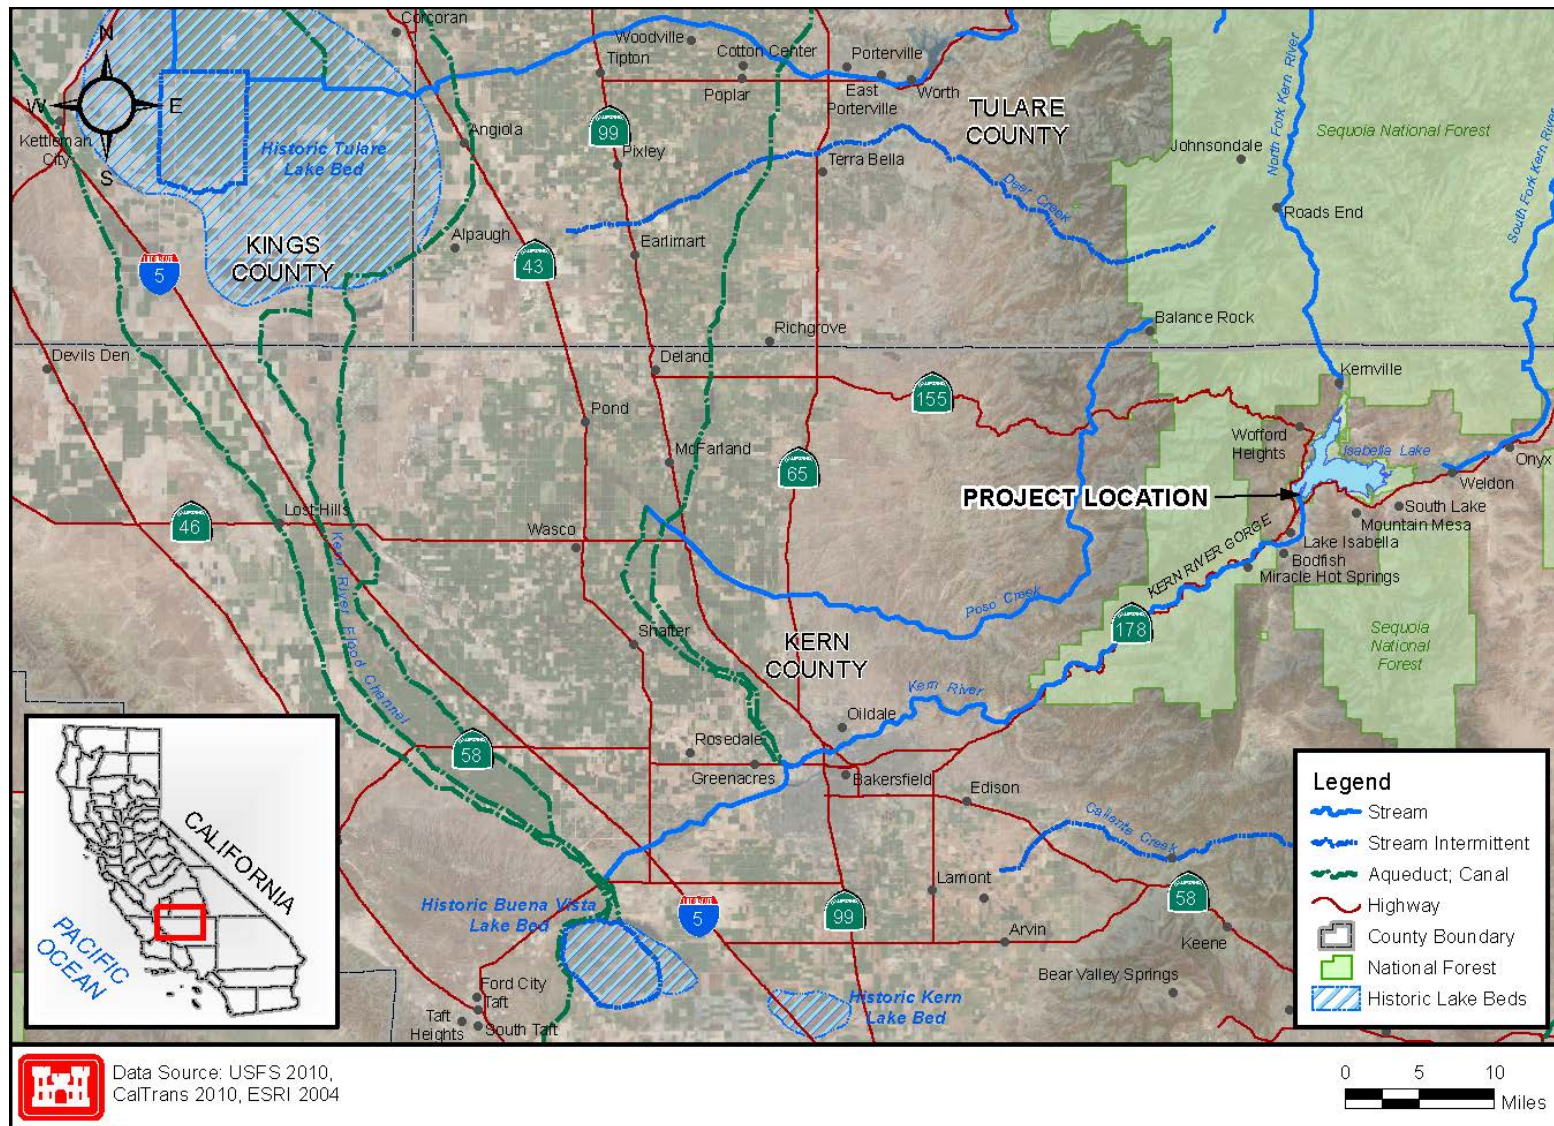 Corcoran
Woodville
Tipton
Cotton Center
Poplar
Porterville
East
Porterville
Worth
TULARE
COUNTY
North Fork Kern River
Sequoia National Forest
South Fork Kern River
N
W
E
S
Kettleman
City
Historic Tulare
Lake Bed
Angiola
99
Pixley
Terra Bella
Deer Creek
Johnsondale
Roads End
KINGS
COUNTY
5
Alpaugh
43
Earlimart
Richgrove
Balance Rock
Devils Den
Delano
155
Kernville
Pond
McFarland
65
Wofford
Heights
Isabella Lake
Onyx
Weldon
PROJECT LOCATION
South Lake
Mountain Mesa
46
Lost Hills
Wasco
KERN RIVER GORGE
Lake Isabella
Bodfish
Miracle Hot Springs
Kern River Flood Channel
Poso Creek
178
Shafter
KERN
COUNTY
Sequoia
National
Forest
Kern River
Oildale
58
Rosedale
Greenacres
Bakersfield
Edison
Caliente Creek
Lamont
58
Historic Buena Vista
Lake Bed
5
99
Arvin
Keene
Bear Valley Springs
Ford City
Taft
Taft
Heights
South Taft
Historic Kern
Lake Bed
CALIFORNIA
PACIFIC
OCEAN
Legend
Stream
Stream Intermittent
Aqueduct; Canal
Highway
County Boundary
National Forest
Historic Lake Beds
Data Source: USFS 2010,
CalTrans 2010, ESRI 2004
0 5 10
Miles